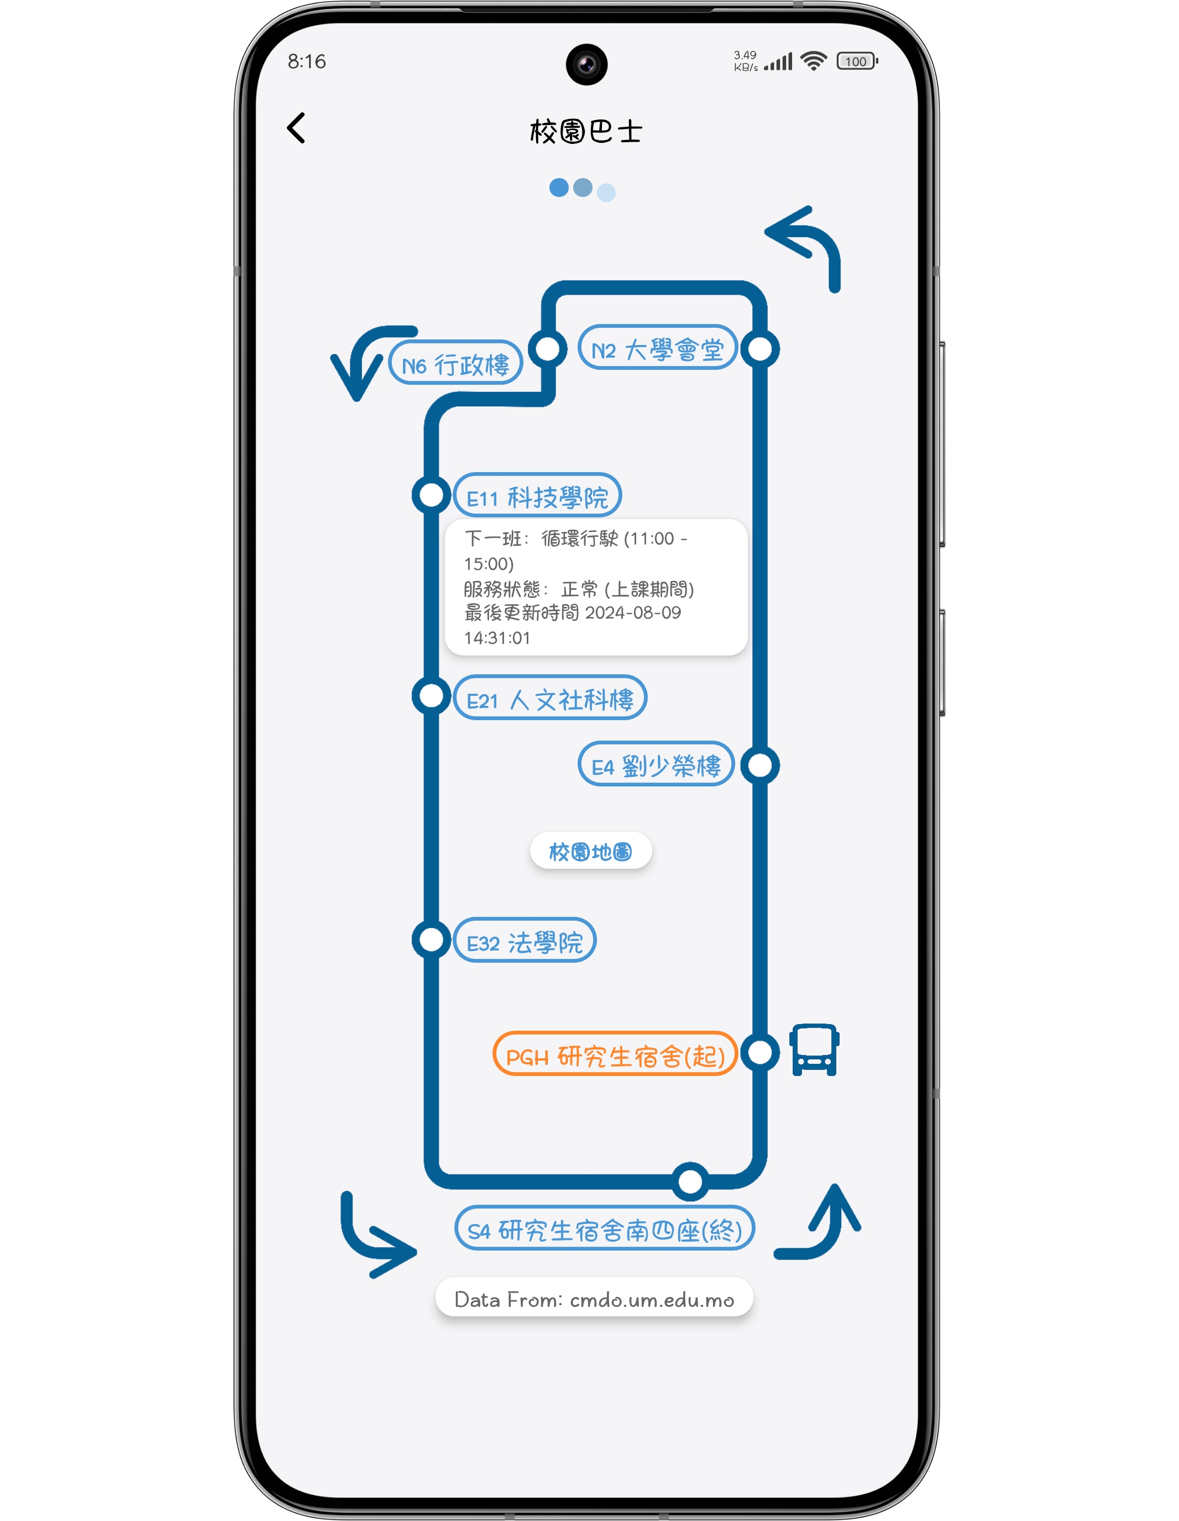 8:16
3.49
KB/s
100
校園巴士
N6 行政樓
N2 大學會堂
E11 科技學院
下一班：循環行駛 (11:00 -
15:00)
服務狀態：正常 (上課期間)
最後更新時間 2024-08-09
14:31:01
E21 人文社科樓
E4 劉少榮樓
校園地圖
E32 法學院
PGH 研究生宿舍(起)
S4 研究生宿舍南四座(終)
Data From: cmdo.um.edu.mo